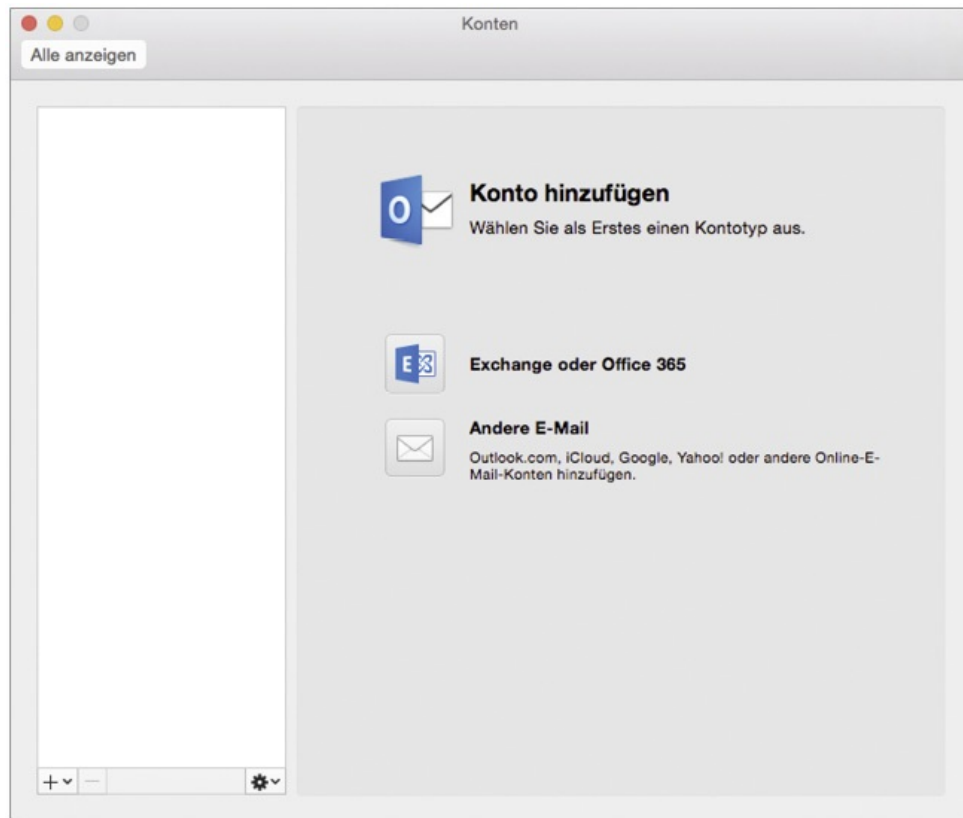 Konten
Alle anzeigen
O
Konto hinzufügen
Wählen Sie als Erstes einen Kontotyp aus.
E
Exchange oder Office 365
Andere E-Mail
Outlook.com, iCloud, Google, Yahoo! oder andere Online-E-
Mail-Konten hinzufügen.